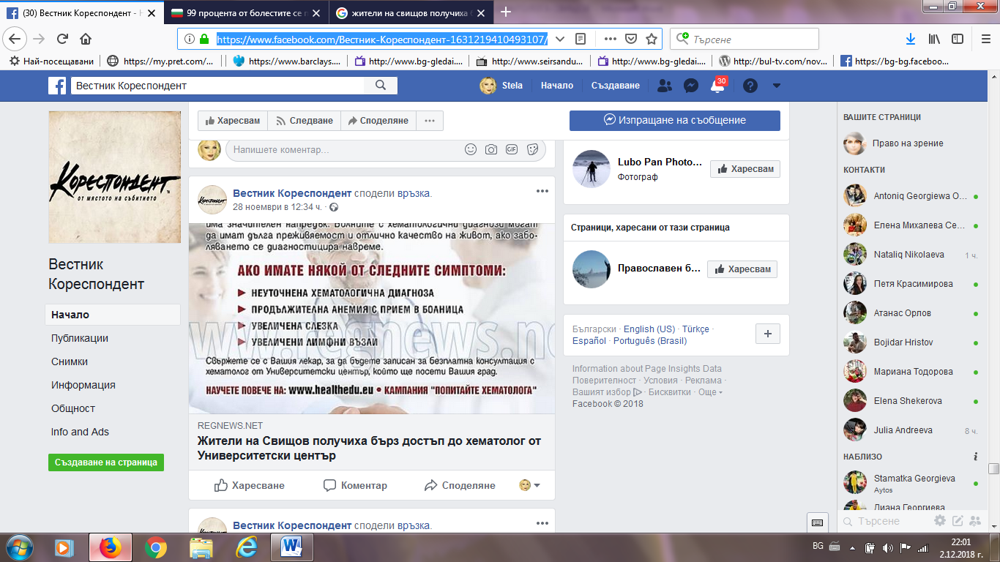 (30) Вестник Кореспондент - Н
99 процента от болестите се п
жители на свищов получиха б
https://www.facebook.com/Вестник-Кореспондент-1631219410493107/
Търсене
Най-посещавани
https://my.pret.com/...
https://www.barclays....
http://www.bg-gledai....
http://www.seirsandu...
http://www.bg-gledai....
http://bul-tv.com/nov...
https://bg-bg.faceboo...
Вестник Кореспондент
Stela
Начало
Създаване
30
Кореспондент
от мястото на събитието
Вестник
Кореспондент
Начало
Публикации
Снимки
Информация
Общност
Info and Ads
Създаване на страница
Харесвам
Следване
Споделяне
Изпращане на съобщение
Напишете коментар...
GIF
Вестник Кореспондент сподели връзка.
28 ноември в 12:34 ч.
има значителен напредък. Болните с хематологични диагнози могат
да имат дълга преживяемост и отлично качество на живот, ако забо-
ляването се диагностицира навреме.
АКО ИМАТЕ НЯКОЙ ОТ СЛЕДНИТЕ СИМПТОМИ:
НЕУТОЧНЕНА ХЕМАТОЛОГИЧНА ДИАГНОЗА
ПРОДЪЛЖИТЕЛНА АНЕМИЯ С ПРИЕМ В БОЛНИЦА
УВЕЛИЧЕНА СЛЕЗКА
УВЕЛИЧЕНИ ЛИМФНИ ВЪЗЛИ
www.regnews.ne
Свържете се с Вашия лекар, за да бъдете записан за безплатна консултация с
хематолог от Университетски център, който ще посети Вашия град.
НАУЧЕТЕ ПОВЕЧЕ НА: www.healthedu.eu • КАМПАНИЯ "ПОПИТАЙТЕ ХЕМАТОЛОГА"
REGNEWS.NET
Жители на Свищов получиха бърз достъп до хематолог от
Университетски център
Харесване
Коментар
Споделяне
Вестник Кореспондент сподели връзка.
Lubo Pan Photo...
Фотограф
Харесвам
Страници, харесани от тази страница
Православен б...
Харесвам
Български · English (US) · Türkçe ·
Español · Português (Brasil)
Information about Page Insights Data
Поверителност · Условия · Реклама ·
Вашият избор · Бисквитки · Още
Facebook © 2018
ВАШИТЕ СТРАНИЦИ
Право на зрение
КОНТАКТИ
Antoniq Georgiewa O...
Елена Михалева Се...
Nataliq Nikolaeva 1 ч.
Петя Красимирова
Атанас Орлов
Bojidar Hristov
Мариана Тодорова
Elena Shekerova
Julia Andreeva 8 ч.
НАБЛИЗО
Stamatka Georgieva
Aytos
Диана Георгиева
Търсене
BG
22:01
2.12.2018 г.